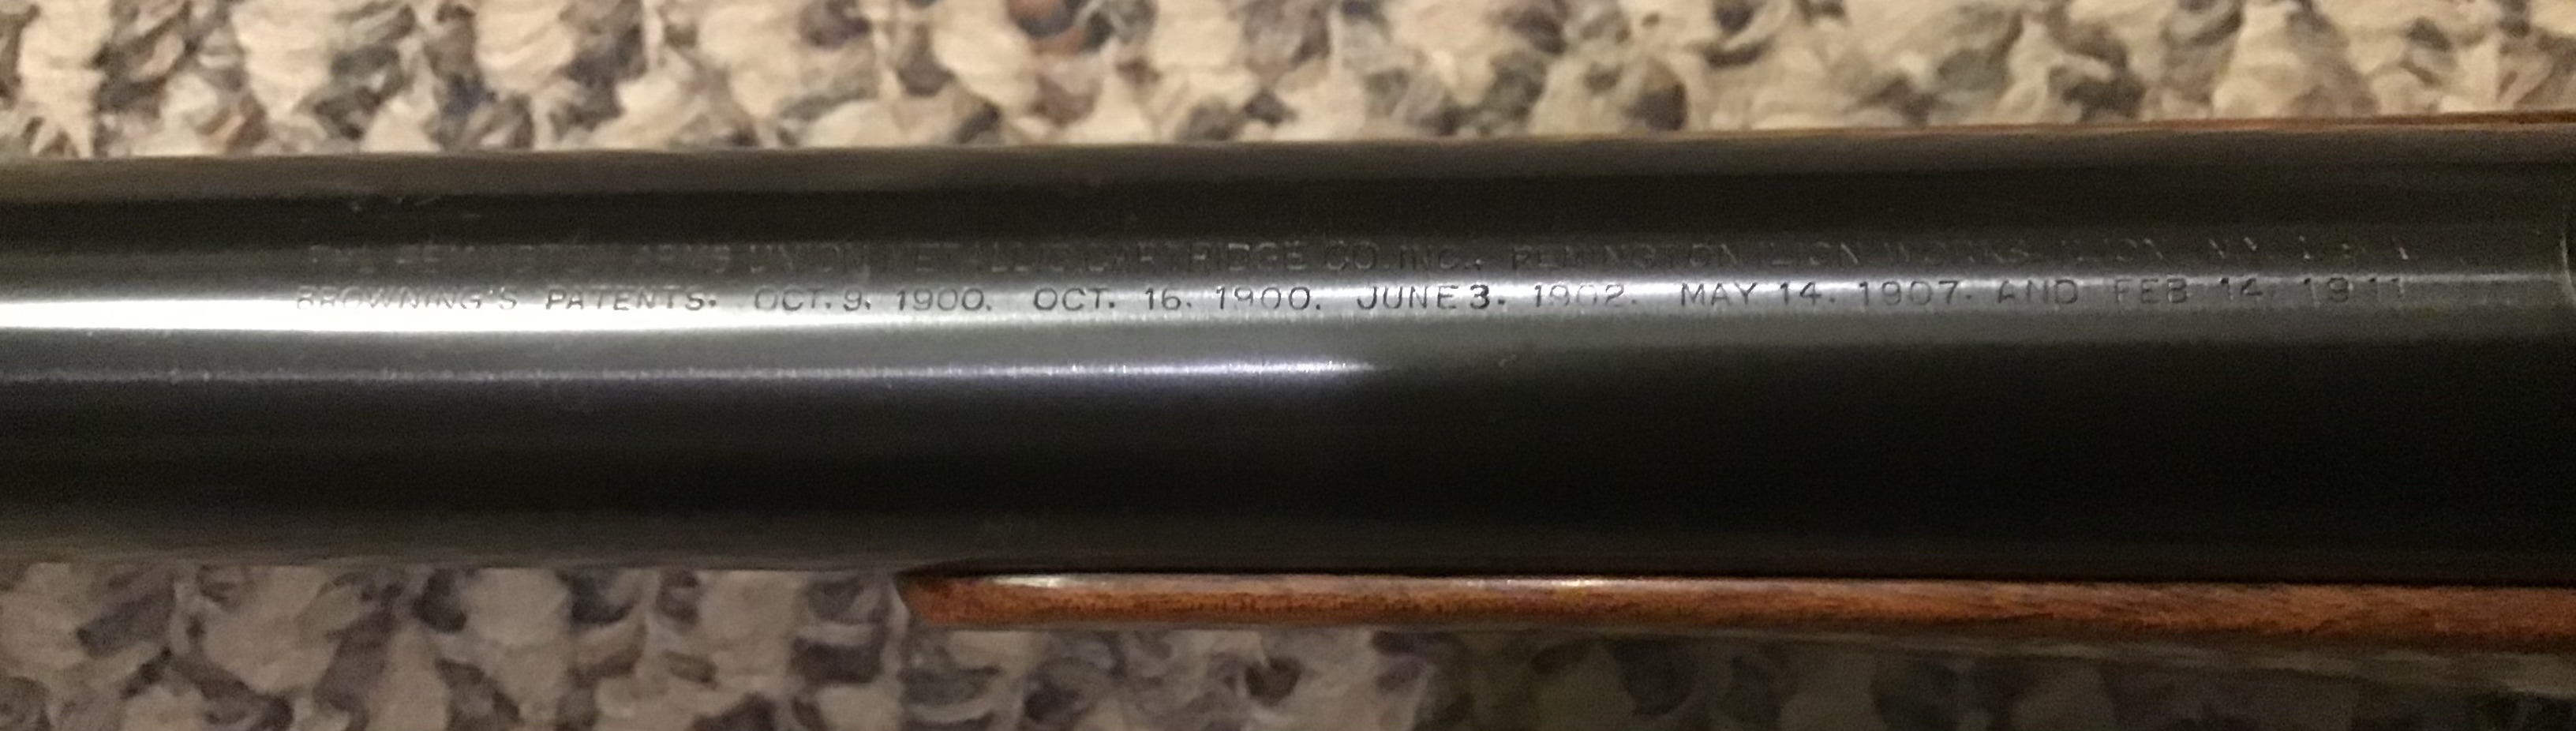 THE REMINGTON ARMS UNION METALLIC CARTRIDGE CO. INC., REMINGTON ILION WORKS. ILION N.Y.
BROWNING'S PATENTS. OCT. 9. 1900. OCT. 16. 1900. JUNE 3. 1902. MAY 14. 1907. AND FEB 14. 1911